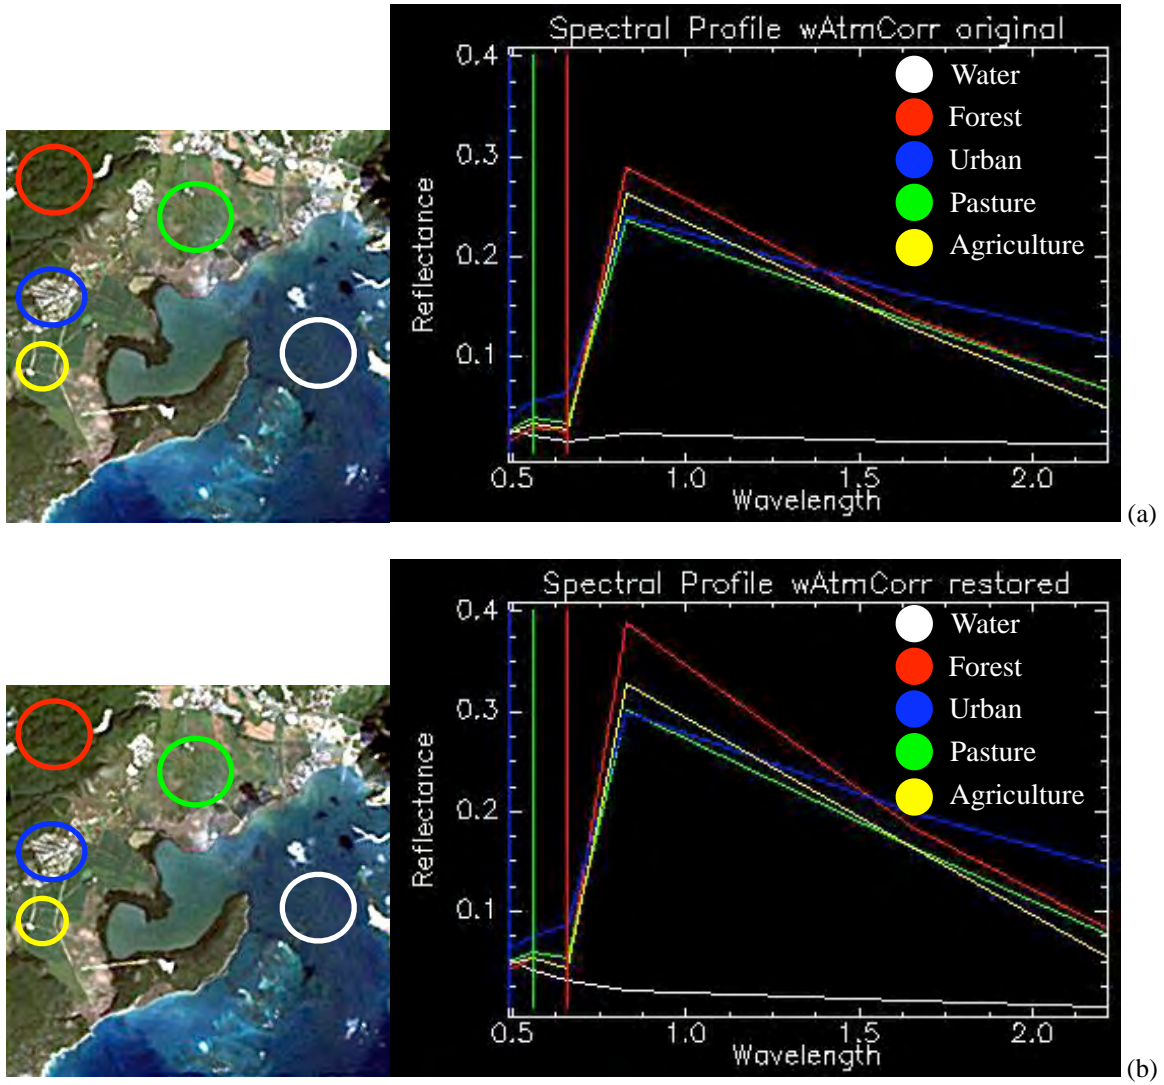 Spectral Profile wAtmCorr original
0.4
Water
Forest
0.3
Urban
Pasture
0.2
Agriculture
Reflectance
0.1
0.5 1.0 1.5 2.0
Wavelength
(a)
Spectral Profile wAtmCorr restored
0.4
Water
Forest
0.3
Urban
Pasture
0.2
Agriculture
Reflectance
0.1
0.5 1.0 1.5 2.0
Wavelength
(b)